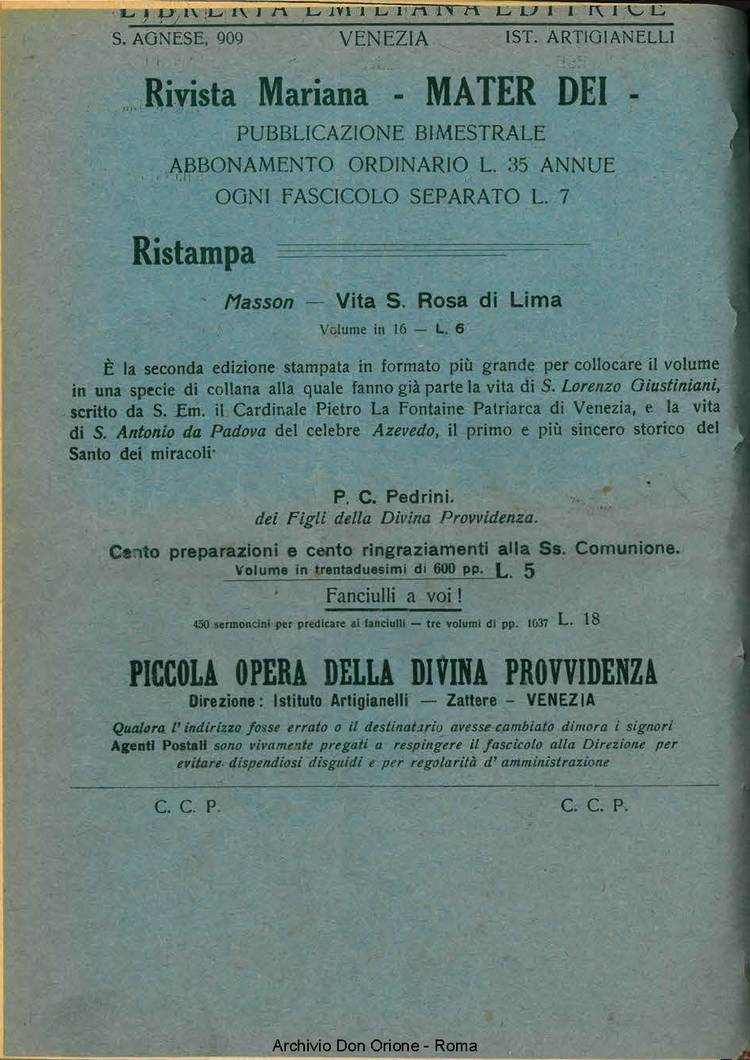 LIBRERIA EMILIANA EDITRICE
S. AGNESE, 909 VENEZIA IST. ARTIGIANELLI
Rivista Mariana - MATER DEI -
PUBBLICAZIONE BIMESTRALE
ABBONAMENTO ORDINARIO L. 35 ANNUE
OGNI FASCICOLO SEPARATO L. 7
Ristampa
Masson — Vita S. Rosa di Lima
Volume in 16 — L. 6
È la seconda edizione stampata in formato più grande per collocare il volume
in una specie di collana alla quale fanno già parte la vita di S. Lorenzo Giustiniani,
scritto da S. Em. il Cardinale Pietro La Fontaine Patriarca di Venezia, e la vita
di S. Antonio da Padova del celebre Azevedo, il primo e più sincero storico del
Santo dei miracoli·
P. C. Pedrini.
dei Figli della Divina Provvidenza.
Cento preparazioni e cento ringraziamenti alla Ss. Comunione.
Volume in trentaduesimi di 600 pp. L. 5
Fanciulli a voi !
450 sermoncini per predicare ai fanciulli — tre volumi di pp. 1637 L. 18
PICCOLA OPERA DELLA DIVINA PROVVIDENZA
Direzione : Istituto Artigianelli — Zattere - VENEZIA
Qualora l' indirizzo fosse errato o il destinatario avesse cambiato dimora i signori
Agenti Postali sono vivamente pregati a respingere il fascicolo alla Direzione per
evitare dispendiosi disguidi e per regolarità d' amministrazione
C. C. P. C. C. P.
Archivio Don Orione - Roma